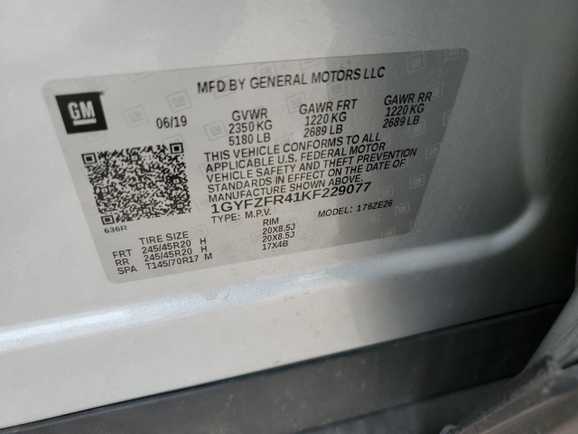 MFD BY GENERAL MOTORS LLC
GM
06/19
GVWR
2350 KG
5180 LB
GAWR FRT
1220 KG
2689 LB
GAWR RR
1220 KG
2689 LB
THIS VEHICLE CONFORMS TO ALL
APPLICABLE U.S. FEDERAL MOTOR
VEHICLE SAFETY AND THEFT PREVENTION
STANDARDS IN EFFECT ON THE DATE OF
MANUFACTURE SHOWN ABOVE.
1GYFZFR41KF229077
TYPE: M.P.V. MODEL: 176ZE26
636R
TIRE SIZE RIM
FRT 245/45R20 H 20X8.5J
RR 245/45R20 H 20X8.5J
SPA T145/70R17 M 17X4B